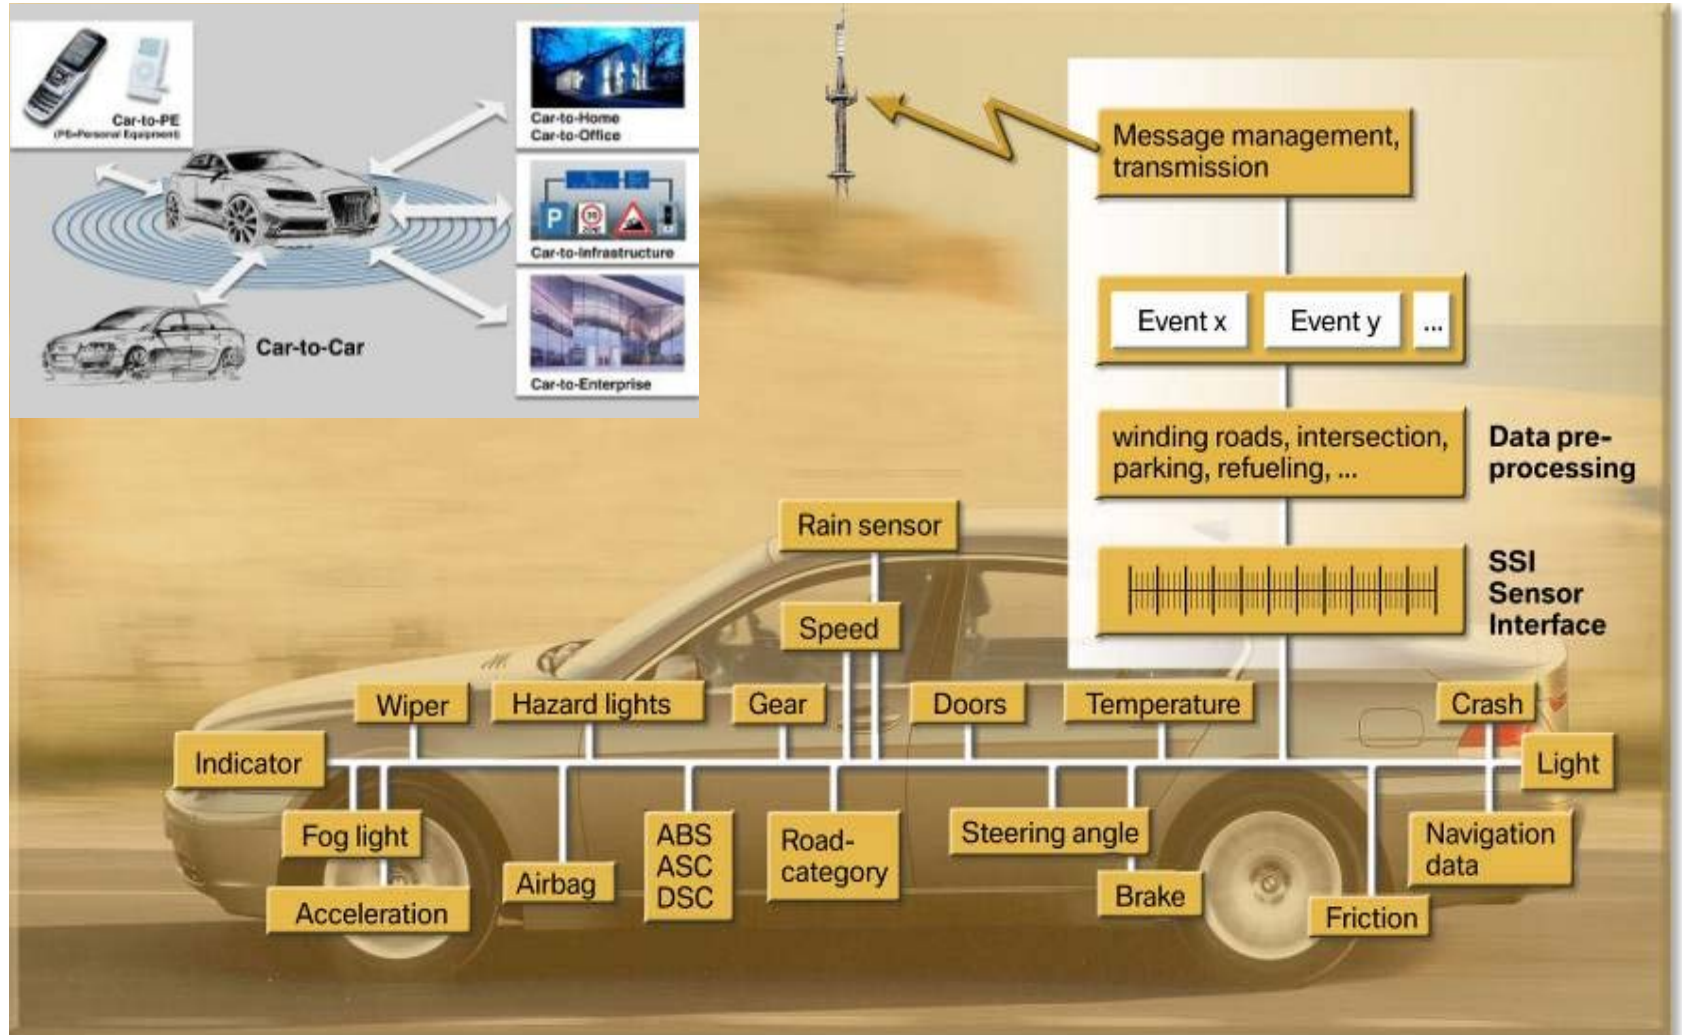 Car-to-PE
(PE=Personal Equipment)
Car-to-Home
Car-to-Office
P
30
Car-to-Infrastructure
Car-to-Car
Car-to-Enterprise
Message management,
transmission
Event x
Event y
...
winding roads, intersection,
parking, refueling, ...
Data pre-
processing
SSI
Sensor
Interface
Rain sensor
Speed
Wiper
Hazard lights
Gear
Doors
Temperature
Crash
Indicator
Light
Fog light
Acceleration
Airbag
ABS
ASC
DSC
Road-
category
Steering angle
Brake
Friction
Navigation
data